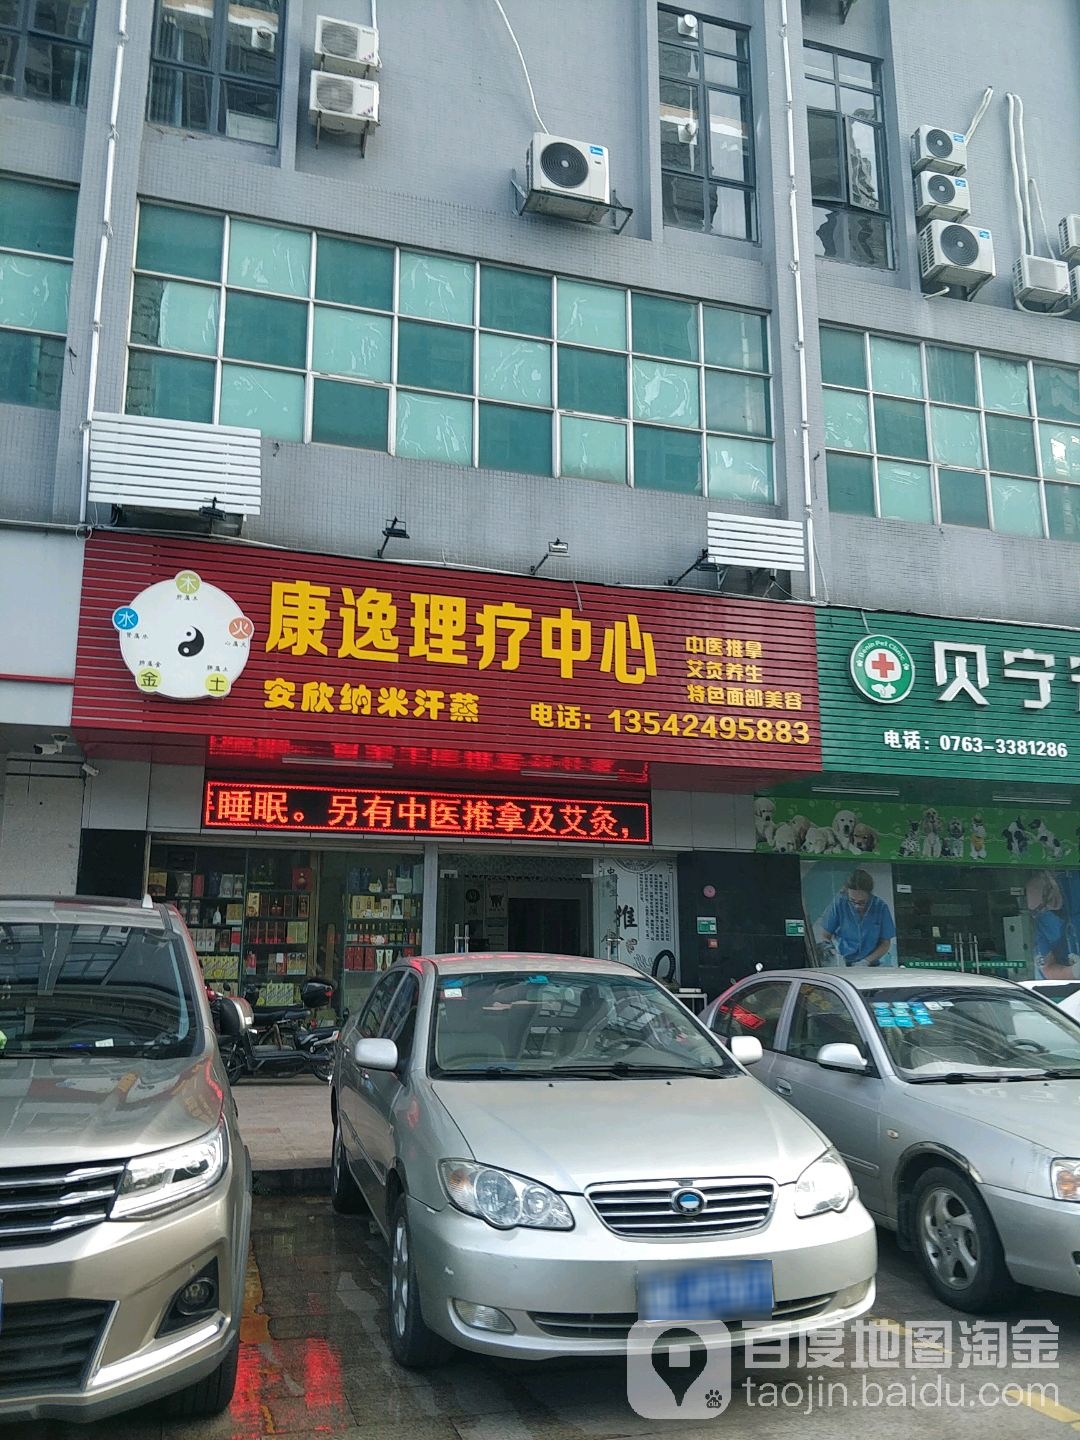 木
水
火
金
土
康逸理疗中心
安欣纳米汗蒸
中医推拿
艾灸养生
特色面部美容
电话：13542495883
睡眠。另有中医推拿及艾灸，
推
贝宁
电话：0763-3381286
百度地图淘金
taojin.baidu.com